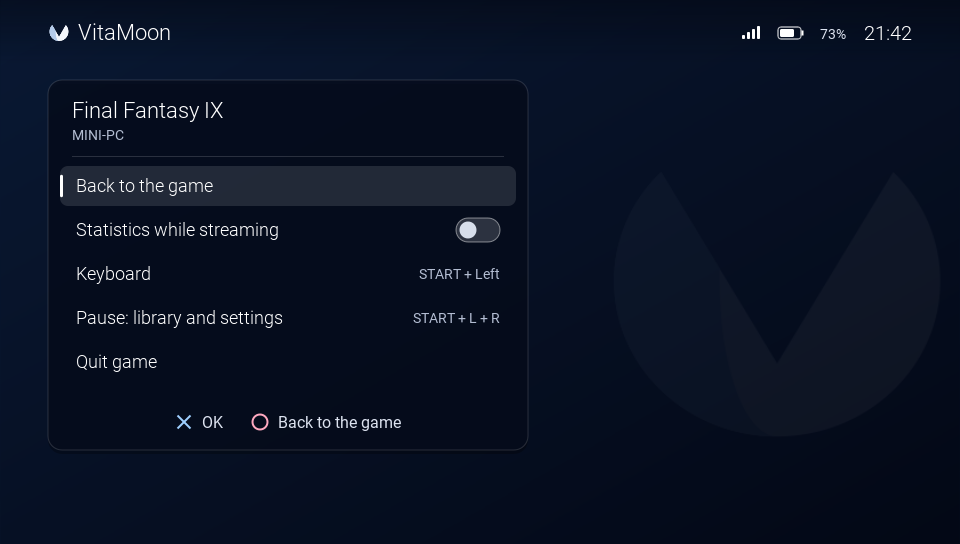 VitaMoon
73%
21:42
Final Fantasy IX
MINI-PC
Back to the game
Statistics while streaming
Keyboard START + Left
Pause: library and settings START + L + R
Quit game
OK Back to the game